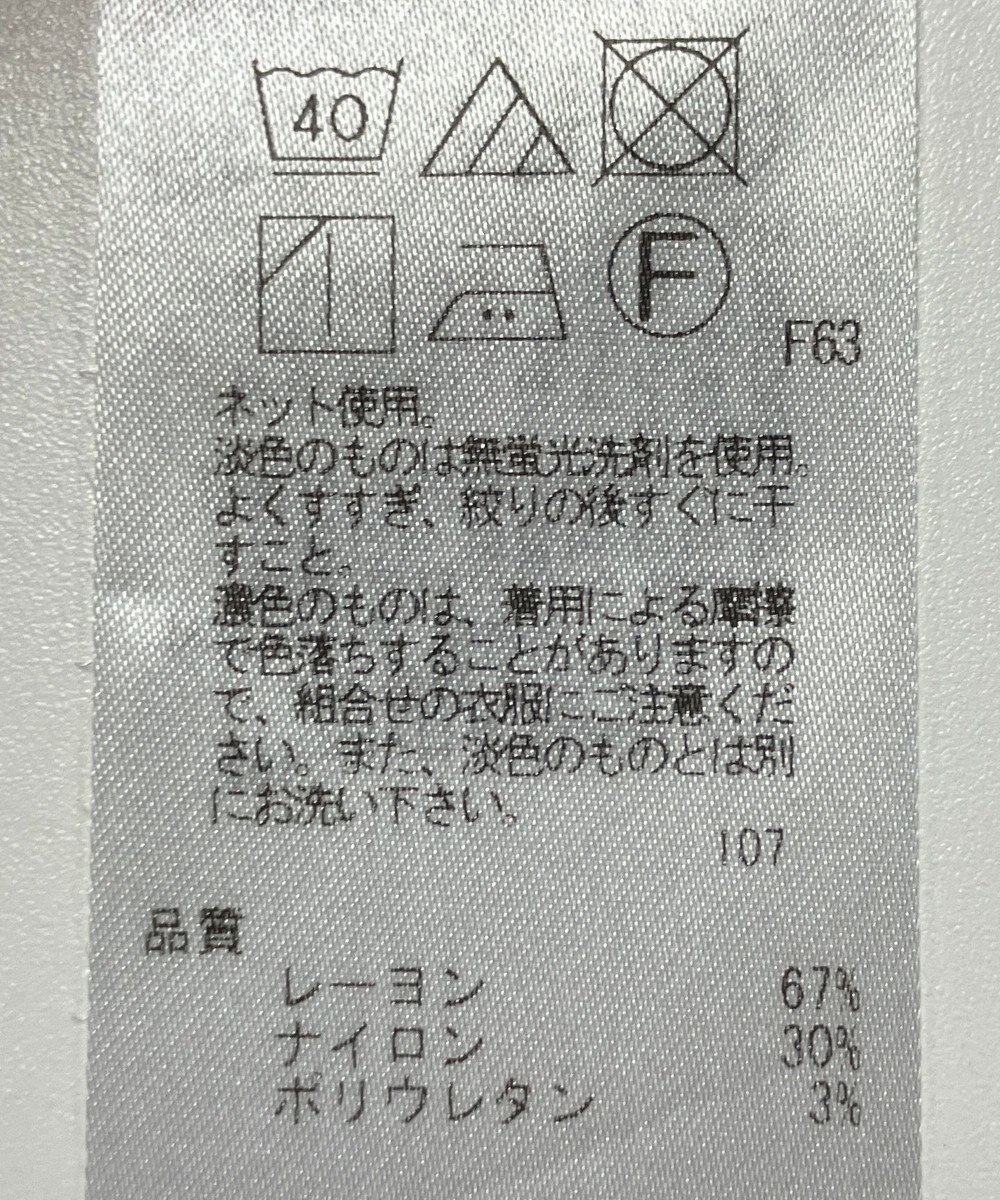 40
F
F63
ネット使用。
淡色のものは無蛍光洗剤を使用。
よくすすぎ、絞りの後すぐに干
すこと。
濃色のものは、着用による摩擦
で色落ちすることがありますの
で、組合せの衣服にご注意くだ
さい。また、淡色のものとは別
にお洗い下さい。
107
品質
レーヨン 67%
ナイロン 30%
ポリウレタン 3%